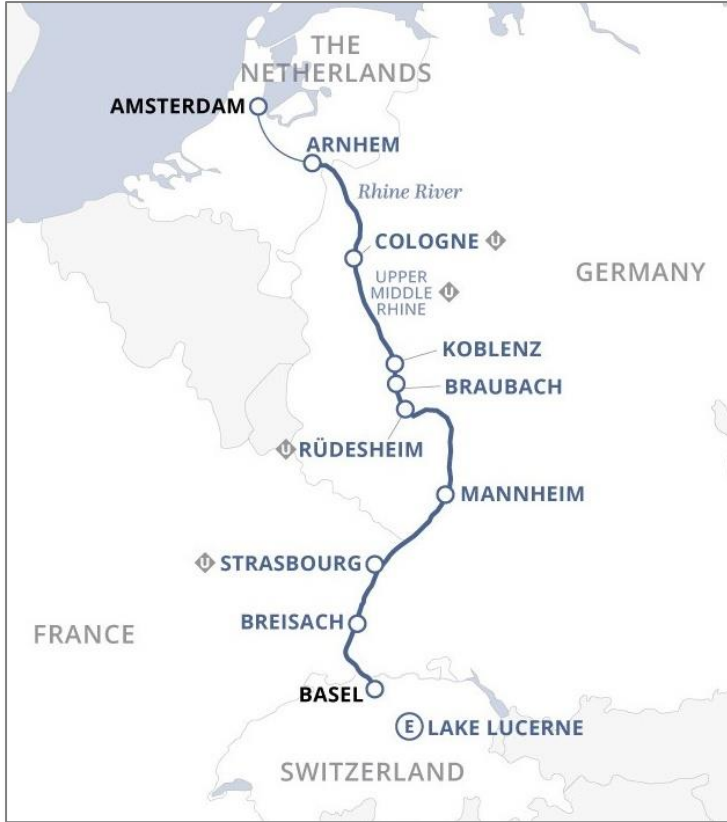 THE
NETHERLANDS
AMSTERDAM
ARNHEM
Rhine River
COLOGNE U
UPPER
MIDDLE U
RHINE
GERMANY
KOBLENZ
BRAUBACH
U RÜDESHEIM
MANNHEIM
U STRASBOURG
BREISACH
FRANCE
BASEL
E LAKE LUCERNE
SWITZERLAND